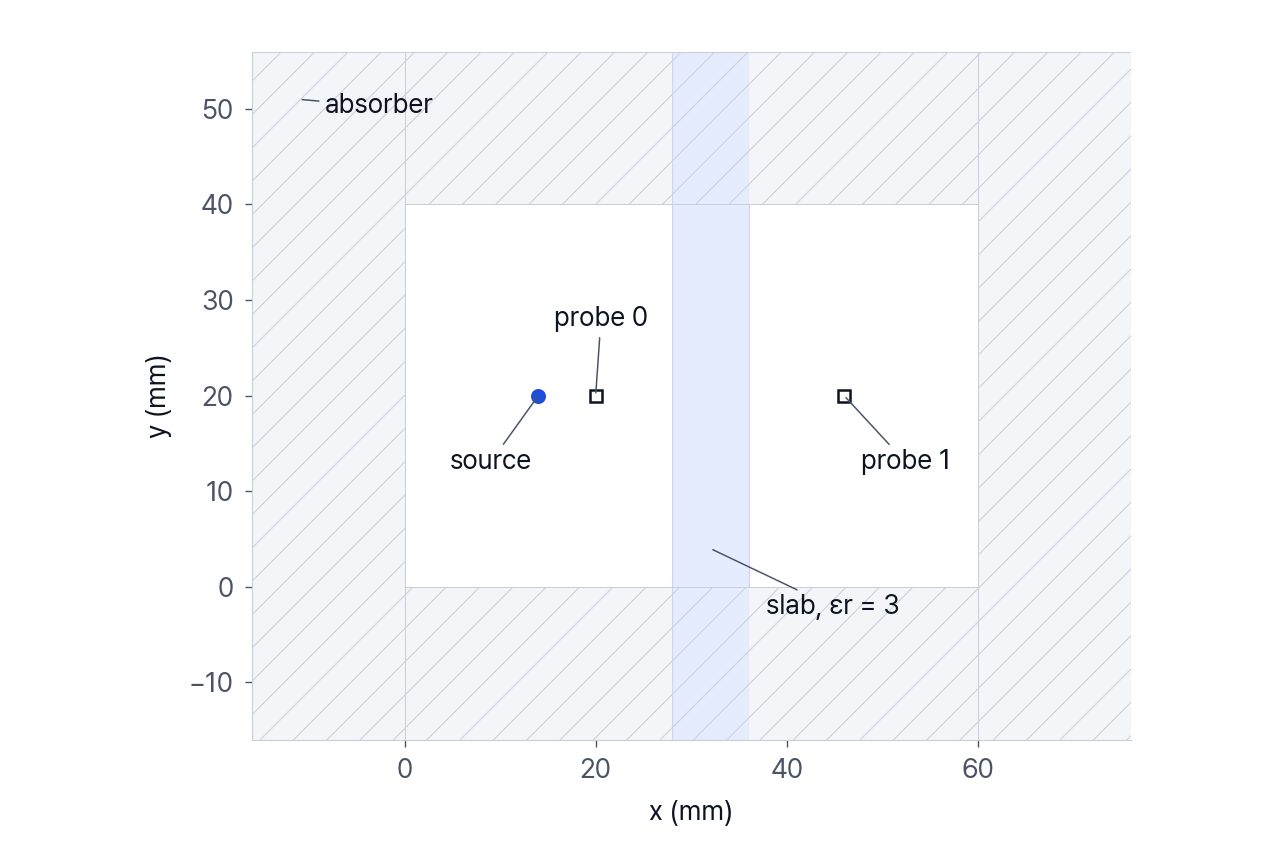 absorber
50
40
30
20
10
0
−10
probe 0
source
probe 1
slab, εr = 3
0
20
40
60
x (mm)
y (mm)